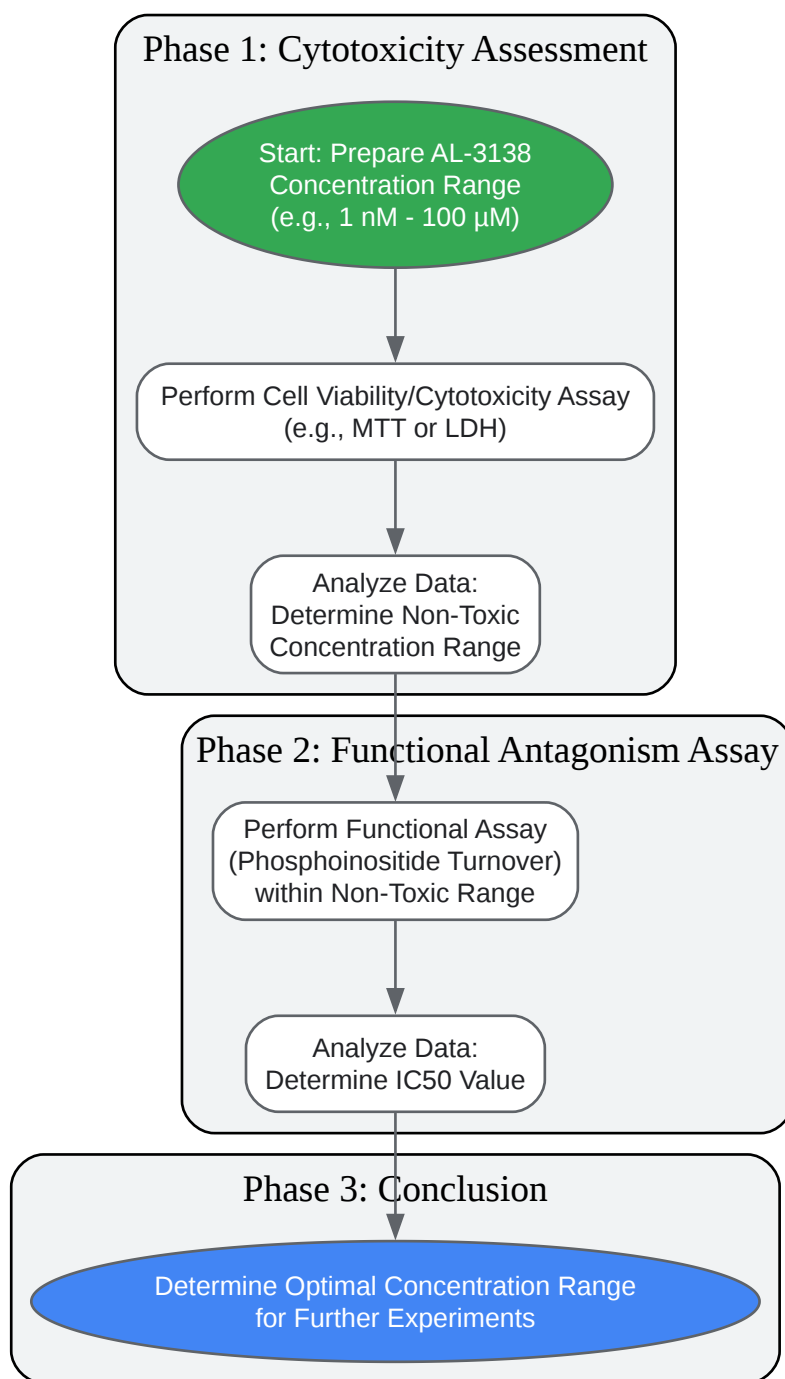 Phase 1: Cytotoxicity Assessment
Start: Prepare AL-3138
Concentration Range
(e.g., 1 nM - 100 µM)
Perform Cell Viability/Cytotoxicity Assay
(e.g., MTT or LDH)
Analyze Data:
Determine Non-Toxic
Concentration Range
Phase 2: Functional Antagonism Assay
Perform Functional Assay
(Phosphoinositide Turnover)
within Non-Toxic Range
Analyze Data:
Determine IC50 Value
Phase 3: Conclusion
Determine Optimal Concentration Range
for Further Experiments